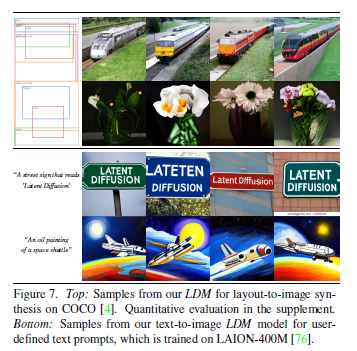 "A street sign that reads
'Latent Diffusion'"
LATENT
DIFFUSION
LATETEN
DIFFUSION
LATENT DIFFUSION
LATENT
DIFUISION
"An oil painting
of a space shuttle"
Figure 7. Top: Samples from our LDM for layout-to-image syn-
thesis on COCO [4]. Quantitative evaluation in the supplement.
Bottom: Samples from our text-to-image LDM model for user-
defined text prompts, which is trained on LAION-400M [76].